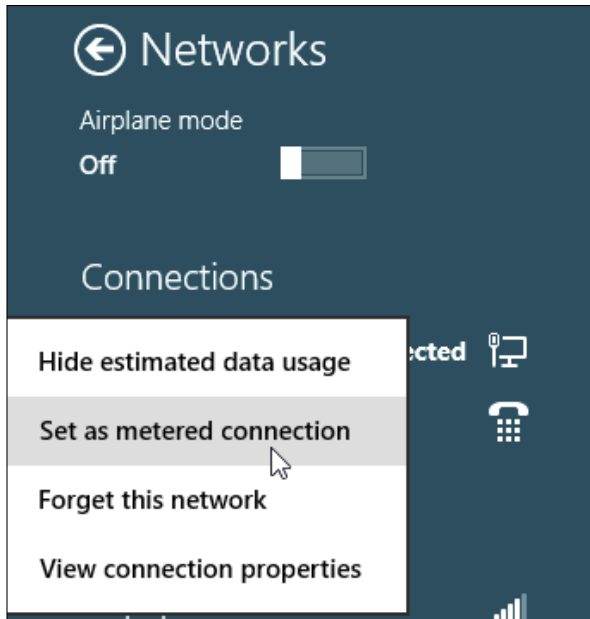 Networks
Airplane mode
Off
Connections
Hide estimated data usage
ected
Set as metered connection
Forget this network
View connection properties